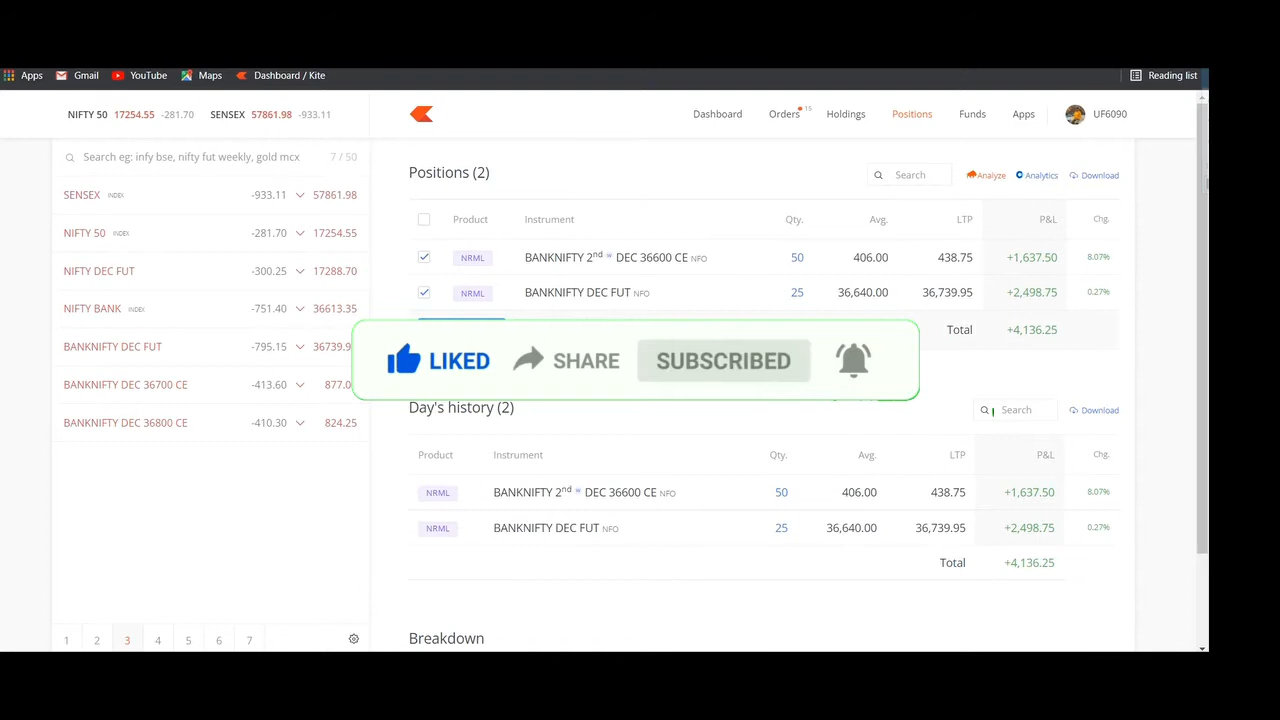 Apps Gmail YouTube Maps Dashboard / Kite Reading list
NIFTY 50 17254.55 -281.70 SENSEX 57861.98 -933.11 Dashboard Orders 15 Holdings Positions Funds Apps UF6090
Search eg: infy bse, nifty fut weekly, gold mcx 7 / 50
SENSEX INDEX -933.11 57861.98
NIFTY 50 INDEX -281.70 17254.55
NIFTY DEC FUT -300.25 17288.70
NIFTY BANK INDEX -751.40 36613.35
BANKNIFTY DEC FUT -795.15
BANKNIFTY DEC 36700 CE -413.60
BANKNIFTY DEC 36800 CE -410.30 824.25
1 2 3 4 5 6 7
Positions (2) Search Analyze Analytics Download
Product Instrument Qty. Avg. LTP P&L Chg.
NRML BANKNIFTY 2nd w DEC 36600 CE NFO 50 406.00 438.75 +1,637.50 8.07%
NRML BANKNIFTY DEC FUT NFO 25 36,640.00 36,739.95 +2,498.75 0.27%
Total +4,136.25
LIKED SHARE SUBSCRIBED
Day's history (2) Search Download
Product Instrument Qty. Avg. LTP P&L Chg.
NRML BANKNIFTY 2nd w DEC 36600 CE NFO 50 406.00 438.75 +1,637.50 8.07%
NRML BANKNIFTY DEC FUT NFO 25 36,640.00 36,739.95 +2,498.75 0.27%
Total +4,136.25
Breakdown